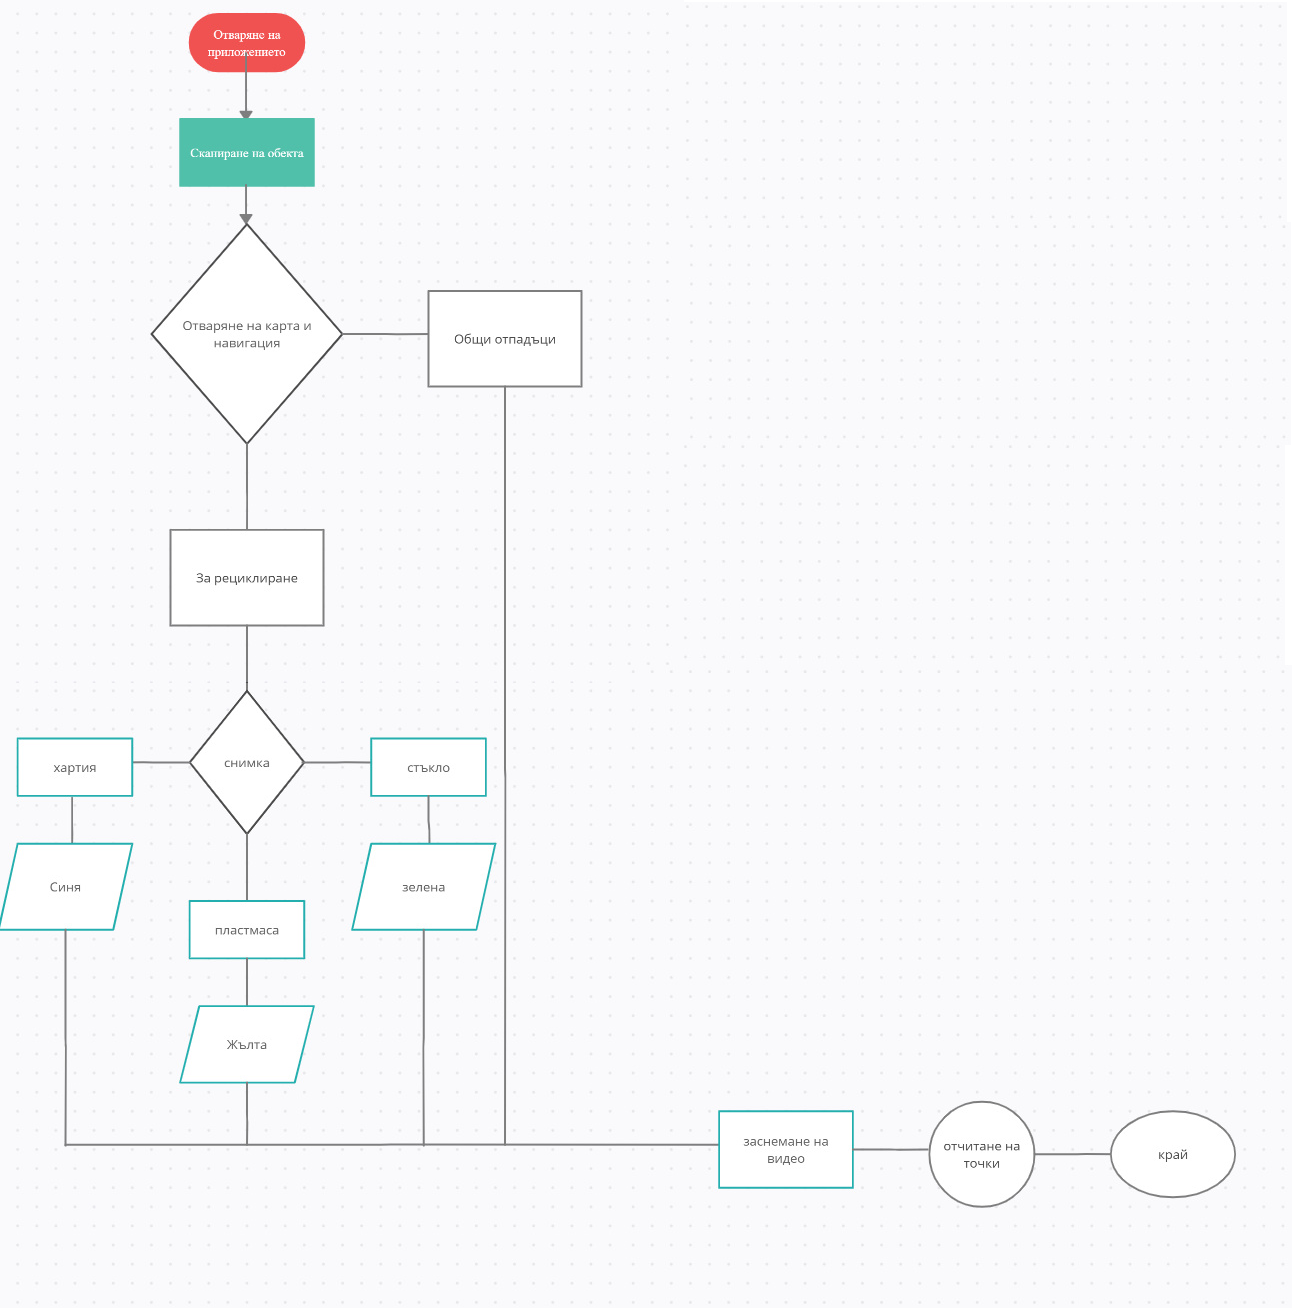 Отваряне на
приложението
Сканиране на обекта
Отваряне на карта и
навигация
Общи отпадъци
За рециклиране
снимка
хартия
стъкло
Синя
зелена
пластмаса
Жълта
заснемане на
видео
отчитане на
точки
край